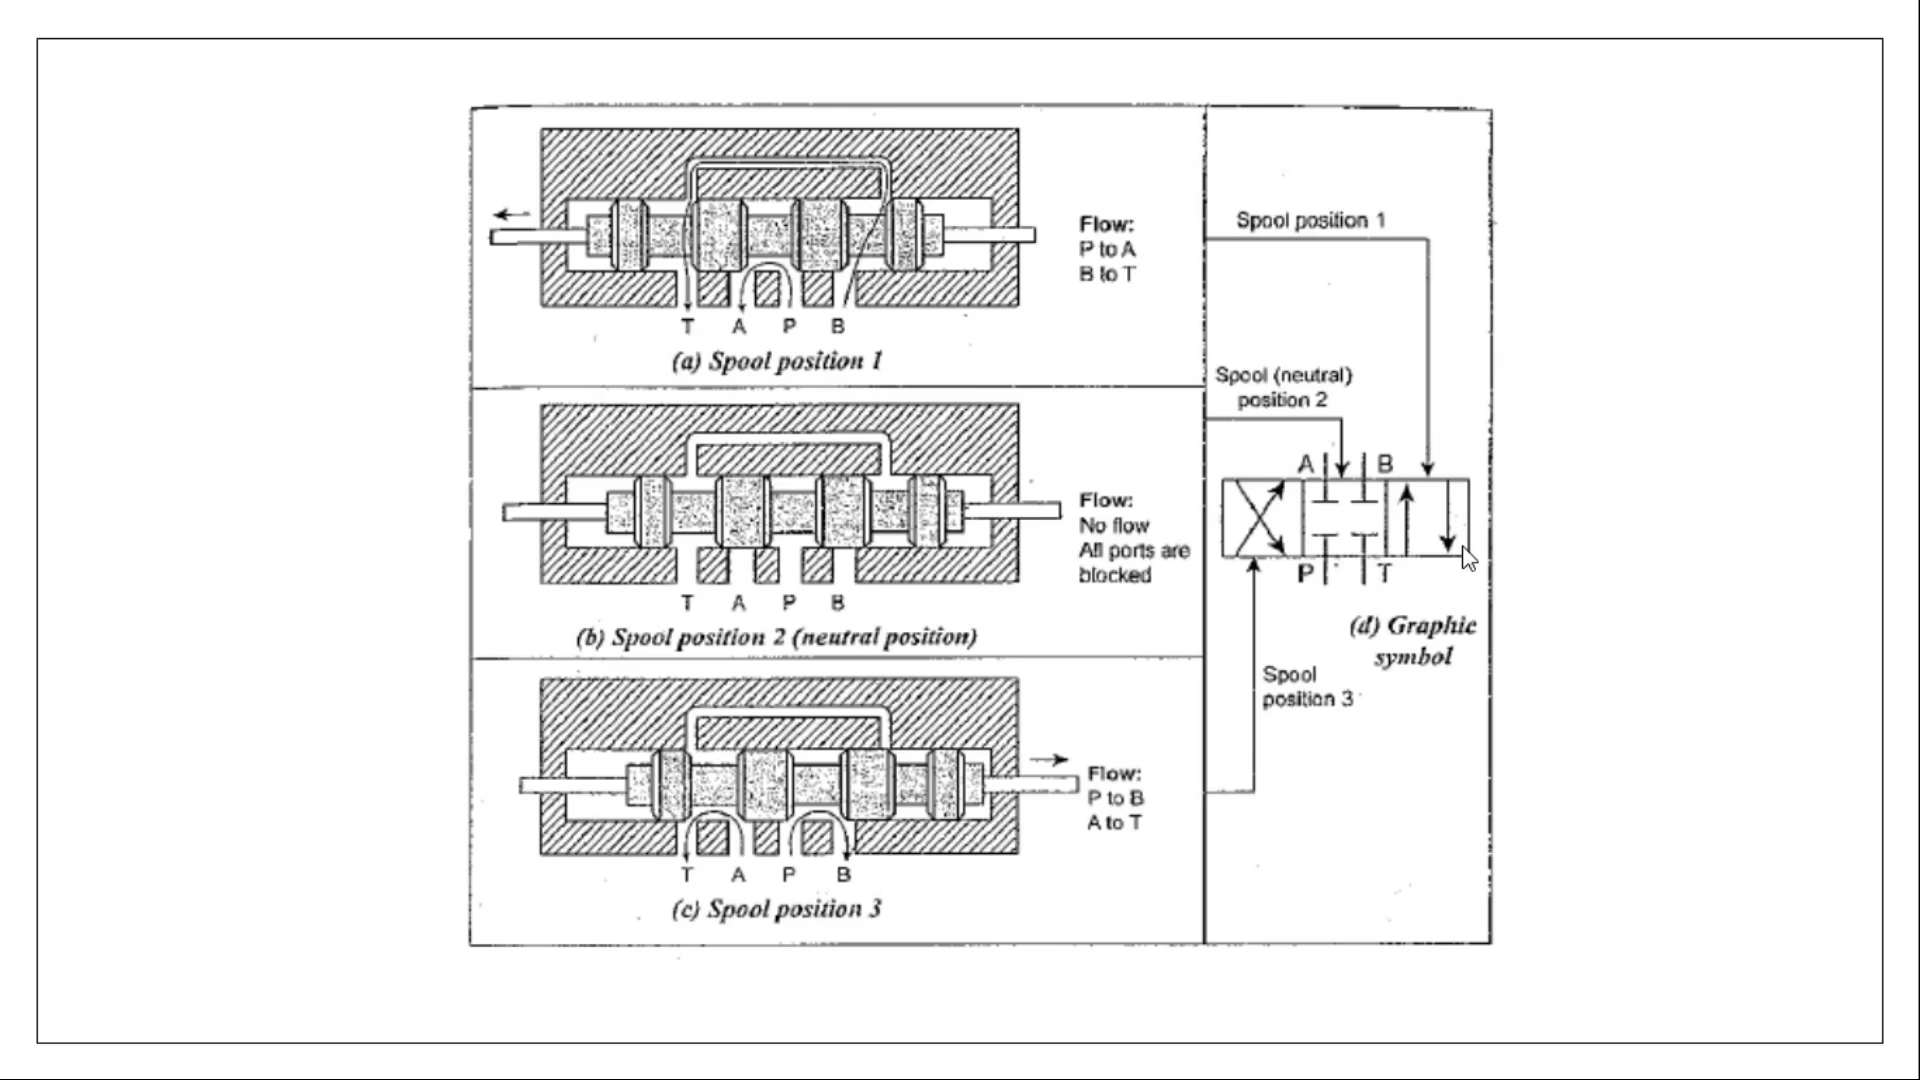 Flow:
P to A
B to T
T A P B
(a) Spool position 1
Flow:
No flow
All ports are
blocked
T A P B
(b) Spool position 2 (neutral position)
Flow:
P to B
A to T
T A P B
(c) Spool position 3
Spool position 1
Spool (neutral)
position 2
A B
P T
(d) Graphic
symbol
Spool
position 3